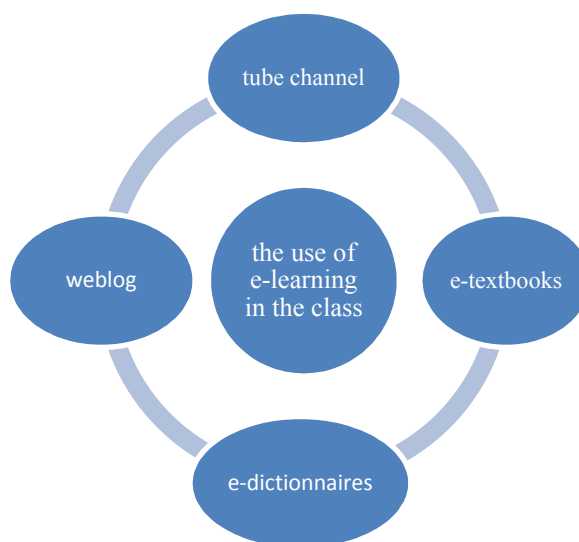 tube channel
weblog
the use of
e-learning
in the class
e-textbooks
e-dictionnaires